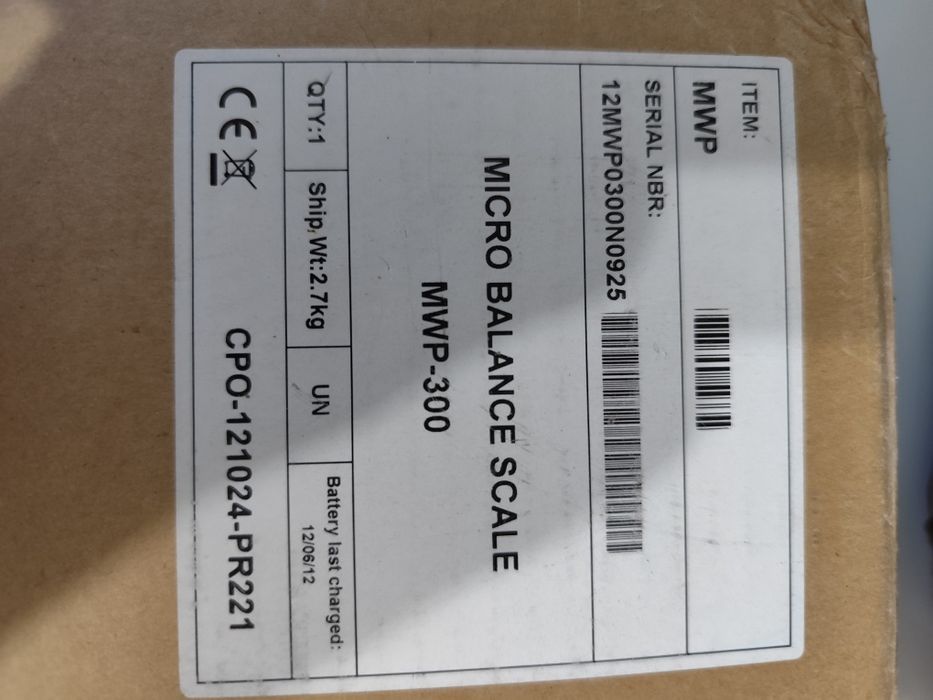 ITEM:
MWP
SERIAL NBR:
12MWP0300N0925
MICRO BALANCE SCALE
MWP-300
QTY:1
Ship,Wt:2.7kg
UN
Battery last charged:
12/06/12
CE
CPO-121024-PR221